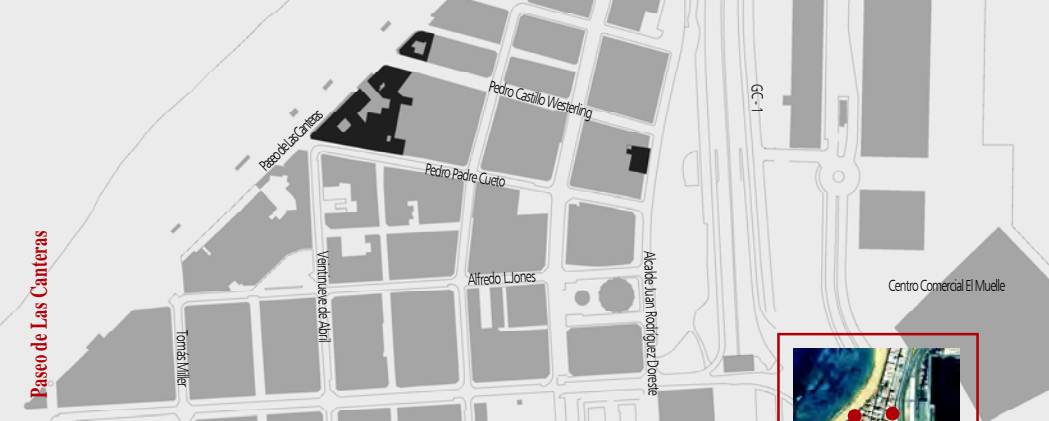 Pedro Castillo Westerling
GC - 1
Paseo de Las Canteras
Pedro Padre Cueto
Paseo de Las Canteras
Veintinueve de Abril
Alfredo L.Jones
Alcalde Juan Rodríguez Doreste
Centro Comercial El Muelle
Tomás Miller